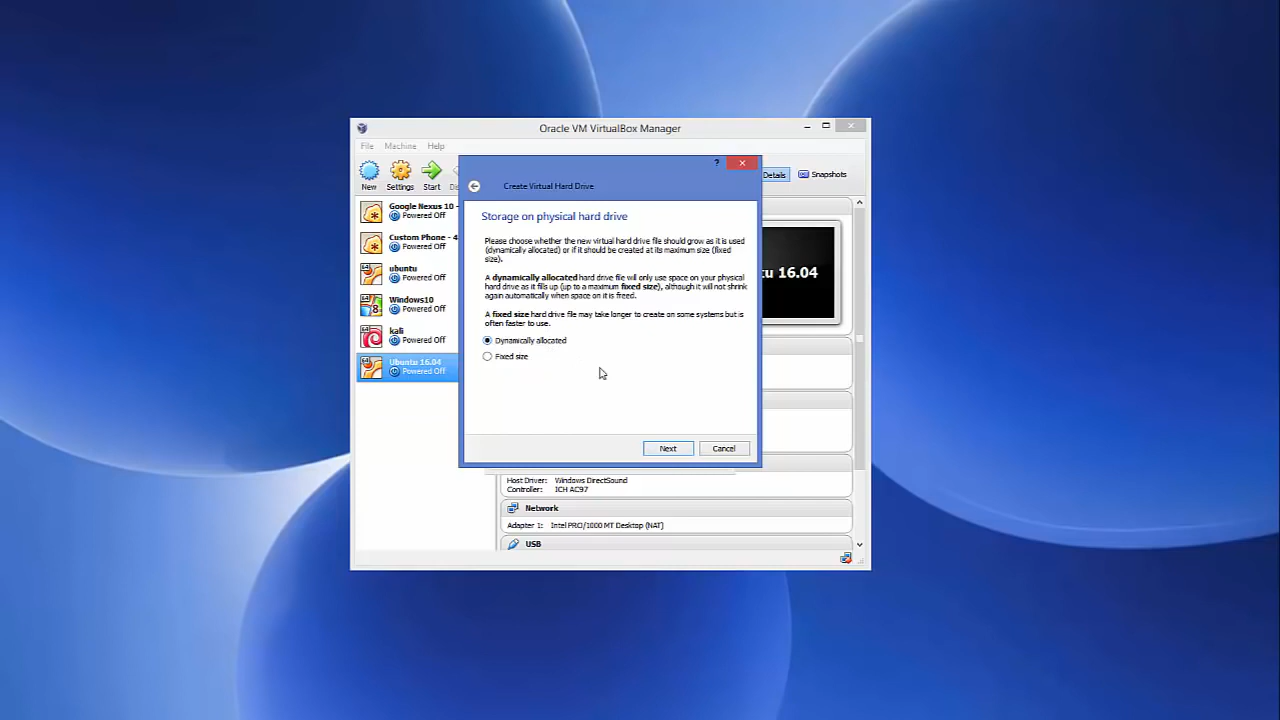 Oracle VM VirtualBox Manager
File Machine Help
New Settings Start
Details Snapshots
?
Create Virtual Hard Drive
Storage on physical hard drive
Please choose whether the new virtual hard drive file should grow as it is used
(dynamically allocated) or if it should be created at its maximum size (fixed
size).
A dynamically allocated hard drive file will only use space on your physical
hard drive as it fills up (up to a maximum fixed size), although it will not shrink
again automatically when space on it is freed.
A fixed size hard drive file may take longer to create on some systems but is
often faster to use.
Dynamically allocated
Fixed size
Next Cancel
Google Nexus 10 -
Powered Off
Custom Phone - 4
Powered Off
ubuntu
Powered Off
Windows10
Powered Off
kali
Powered Off
Ubuntu 16.04
Powered Off
tu 16.04
Host Driver: Windows DirectSound
Controller: ICH AC97
Network
Adapter 1: Intel PRO/1000 MT Desktop (NAT)
USB